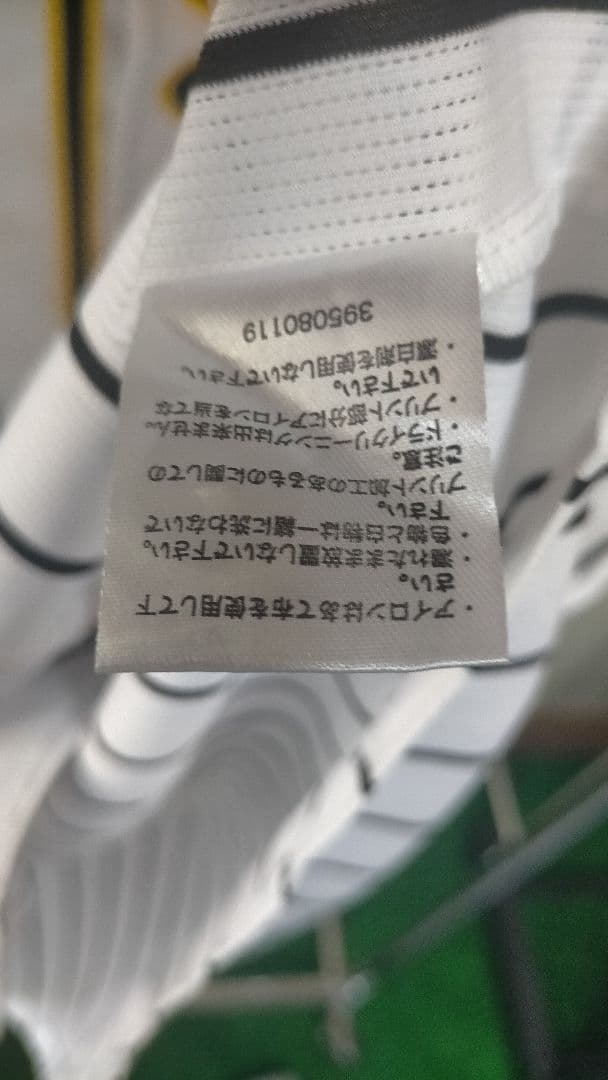 ・アイロンはあて布を使用して下
さい。
・濡れたまま放置しないで下さい。
・色物と白物は一緒に洗わないで
下さい。
プリント加工のあるものに関しての
ご注意。
・ドライクリーニングは出来ません。
・プリント部分にアイロンを当てな
いで下さい。
・漂白剤を使用しないで下さい。
395080119